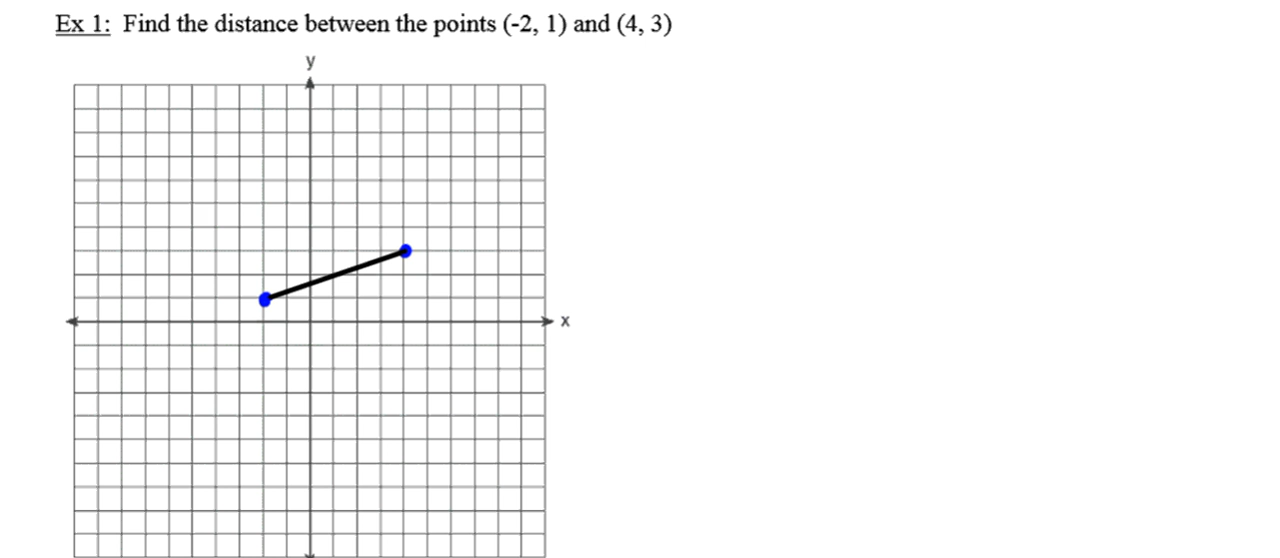 Ex 1: Find the distance between the points (-2, 1) and (4, 3)
y
x